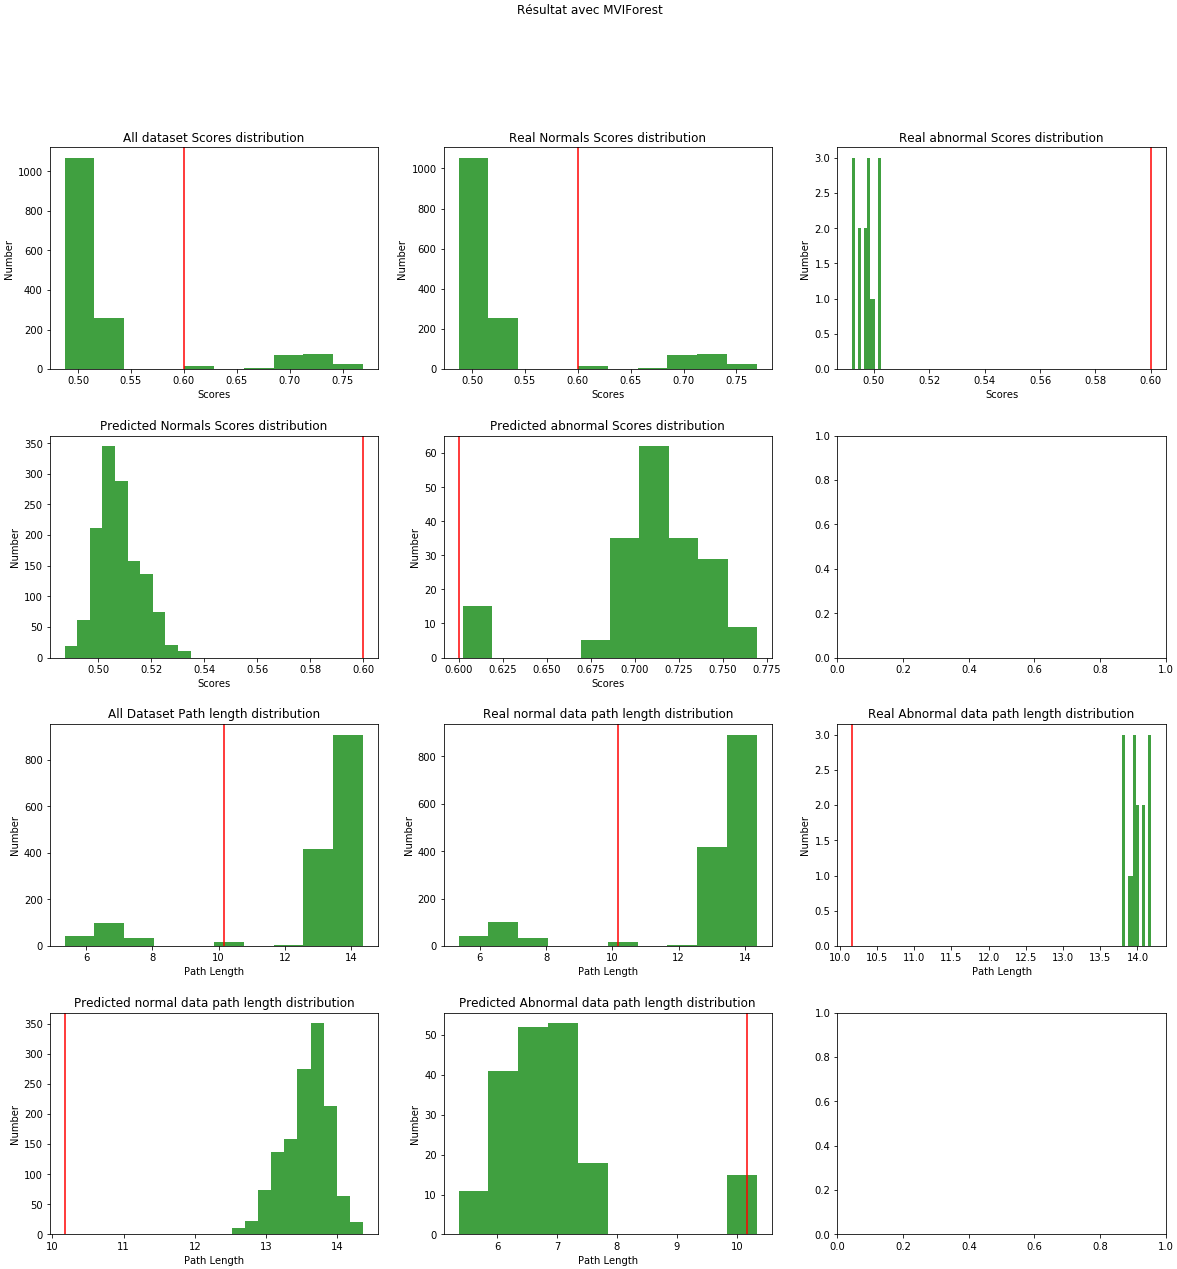 Résultat avec MVIForest
All dataset Scores distribution
Real Normals Scores distribution
Real abnormal Scores distribution
Number
1000
800
600
400
200
0
0.50 0.55 0.60 0.65 0.70 0.75
Scores
Number
1000
800
600
400
200
0
0.50 0.55 0.60 0.65 0.70 0.75
Scores
Number
3.0
2.5
2.0
1.5
1.0
0.5
0.0
0.50 0.52 0.54 0.56 0.58 0.60
Scores
Predicted Normals Scores distribution
Predicted abnormal Scores distribution
Number
350
300
250
200
150
100
50
0
0.50 0.52 0.54 0.56 0.58 0.60
Scores
Number
60
50
40
30
20
10
0
0.600 0.625 0.650 0.675 0.700 0.725 0.750 0.775
Scores
1.0
0.8
0.6
0.4
0.2
0.0
0.0 0.2 0.4 0.6 0.8 1.0
All Dataset Path length distribution
Real normal data path length distribution
Real Abnormal data path length distribution
Number
800
600
400
200
0
6 8 10 12 14
Path Length
Number
800
600
400
200
0
6 8 10 12 14
Path Length
Number
3.0
2.5
2.0
1.5
1.0
0.5
0.0
10.0 10.5 11.0 11.5 12.0 12.5 13.0 13.5 14.0
Path Length
Predicted normal data path length distribution
Predicted Abnormal data path length distribution
Number
350
300
250
200
150
100
50
0
10 11 12 13 14
Path Length
Number
50
40
30
20
10
0
6 7 8 9 10
Path Length
1.0
0.8
0.6
0.4
0.2
0.0
0.0 0.2 0.4 0.6 0.8 1.0